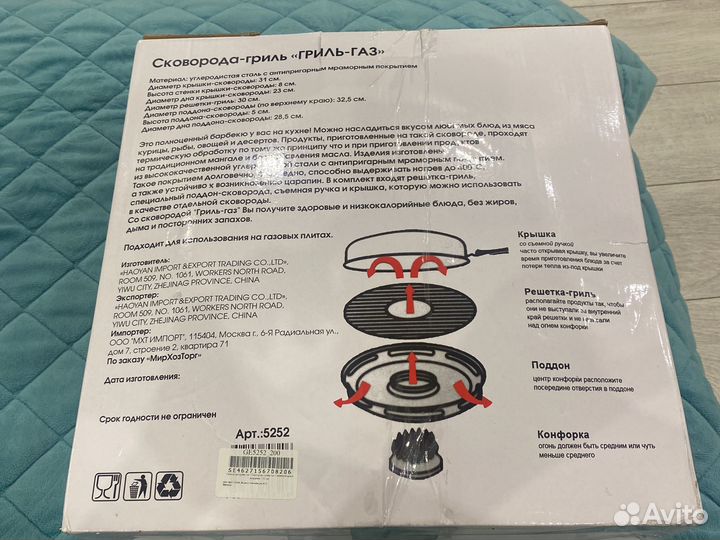 Сковорода-гриль «ГРИЛЬ-ГАЗ»
Материал: углеродистая сталь с антипригарным мраморным покрытием
Диаметр крышки-сковороды: 31 см.
Высота стенки крышки-сковороды: 8 см.
Диаметр дна крышки-сковороды: 23 см.
Диаметр решетки-гриль: 30 см.
Диаметр поддона-сковороды (по верхнему краю): 32,5 см.
Высота поддона-сковороды: 5 см.
Диаметр дна поддона-сковороды: 28,5 см.
Это полноценный барбекю у вас на кухне! Можно насладиться вкусом любимых блюд из мяса
курицы, рыбы, овощей и десертов. Продукты, приготовленные на такой сковороде, проходят
термическую обработку по тому же принципу что и при приготовлении продуктов
на традиционном мангале и без добавления масла. Изделия изготовлены
из высококачественной углеродистой стали с антипригарным мраморным покрытием.
Такое покрытие долговечно, безвредно, способно выдерживать нагрев до 400°С,
а также устойчиво к возникновению царапин. В комплект входят решетка-гриль,
специальный поддон-сковорода, съемная ручка и крышка, которую можно использовать
в качестве отдельной сковороды.
Со сковородой "Гриль-газ" Вы получите здоровые и низкокалорийные блюда, без жиров,
дыма и посторонних запахов.
Подходит для использования на газовых плитах.
Изготовитель:
«HAOYAN IMPORT &EXPORT TRADING CO.,LTD»,
ROOM 509, NO. 1061, WORKERS NORTH ROAD,
YIWU CITY, ZHEJINAG PROVINCE, CHINA
Экспортер:
«HAOYAN IMPORT &EXPORT TRADING CO.,LTD»,
ROOM 509, NO. 1061, WORKERS NORTH ROAD,
YIWU CITY, ZHEJINAG PROVINCE, CHINA
Импортер:
ООО "МХТ ИМПОРТ", 115404, Москва г., 6-Я Радиальная ул.,
дом 7, строение 2, квартира 71
По заказу «МирХозТорг»
Дата изготовления:
Срок годности не ограничен
Арт.:5252
GE5252 200
5E4627156708206
Крышка
со съемной ручкой
часто открывая крышку, вы увеличите
время приготовления блюда за счет
потери тепла из-под крышки
Решетка-гриль
располагайте продукты так, чтобы
они не выступали за внутренний
край решетки и не нависали
над огнем конфорки
Поддон
центр конфорки расположите
посередине отверстия в поддоне
Конфорка
огонь должен быть средним или чуть
меньше среднего
Avito